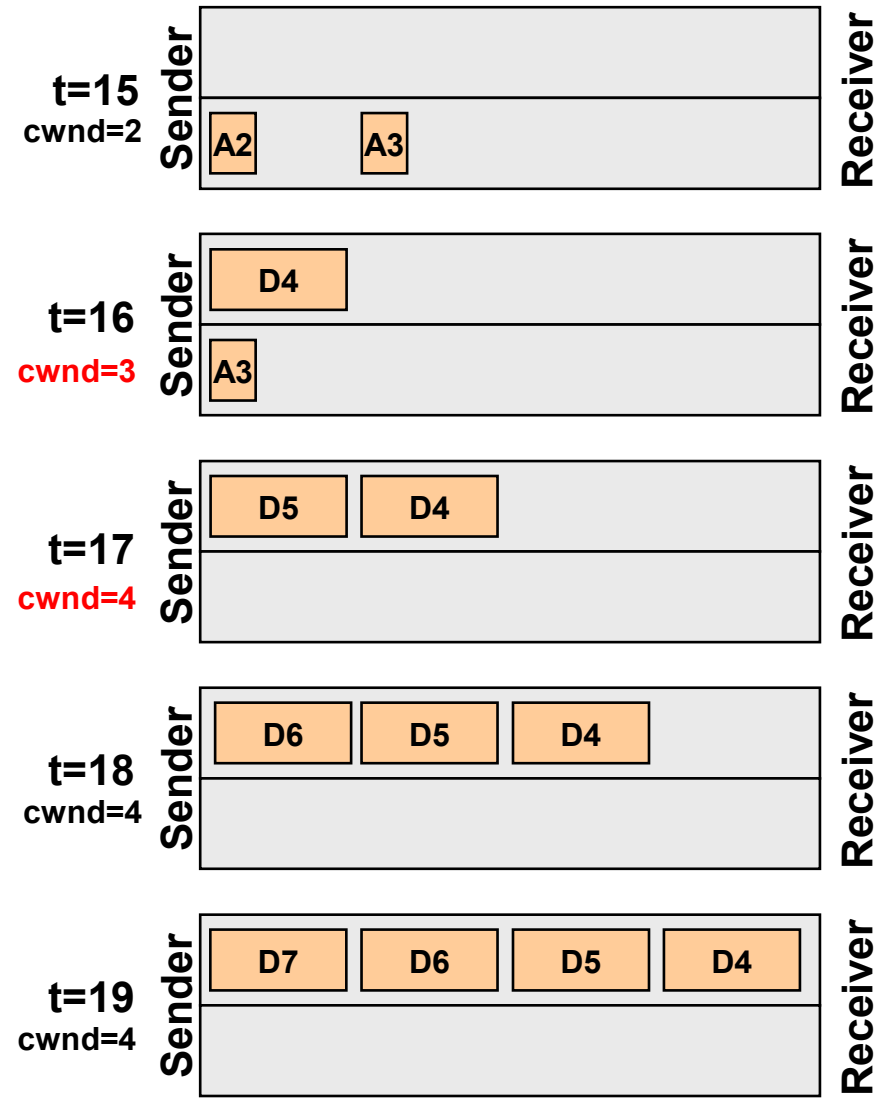 t=15
cwnd=2
Sender
A2 A3
Receiver
t=16
cwnd=3
Sender
D4
A3
Receiver
t=17
cwnd=4
Sender
D5 D4
Receiver
t=18
cwnd=4
Sender
D6 D5 D4
Receiver
t=19
cwnd=4
Sender
D7 D6 D5 D4
Receiver